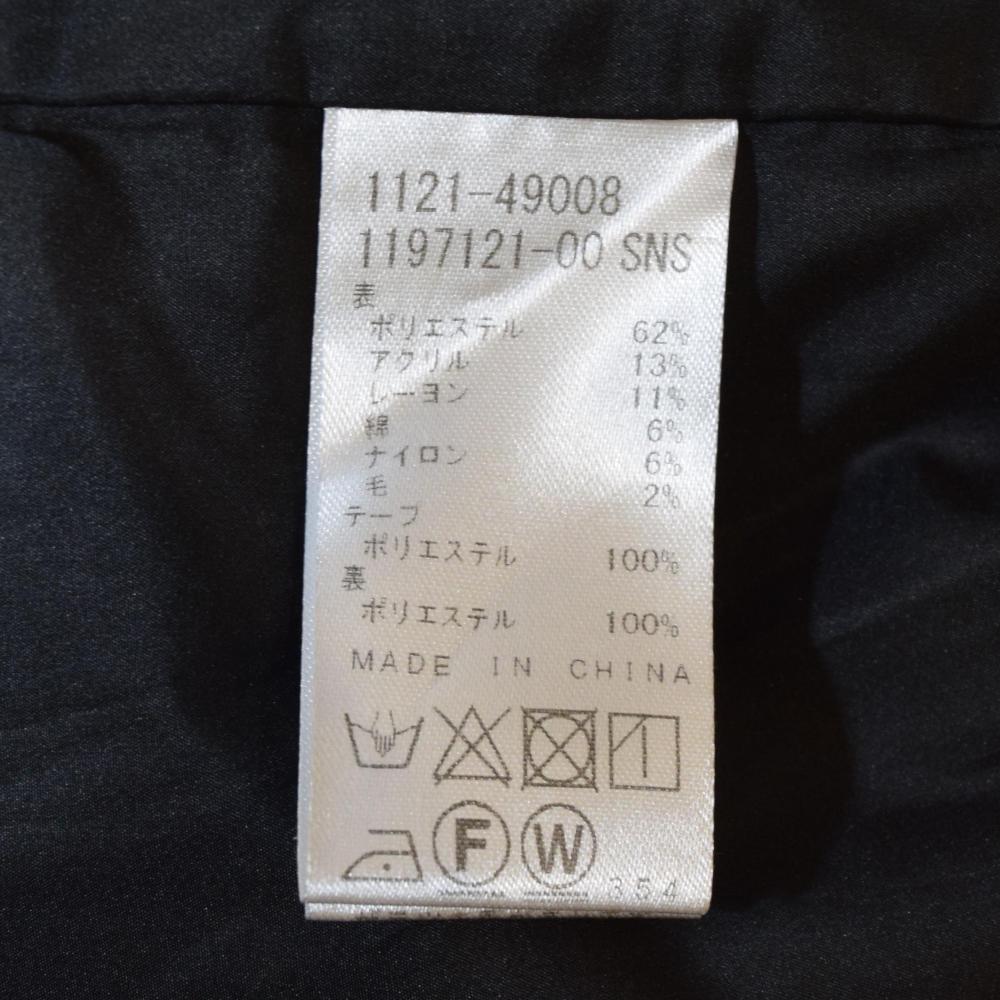 1121-49008
1197121-00 SNS
表
ポリエステル 62%
アクリル 13%
レーヨン 11%
綿 6%
ナイロン 6%
毛 2%
テープ
ポリエステル 100%
裏
ポリエステル 100%
MADE IN CHINA
F W
354